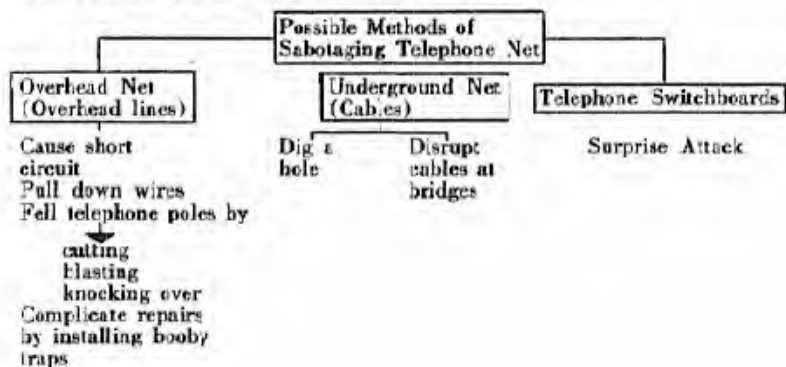 Possible Methods of
Sabotaging Telephone Net
Overhead Net
(Overhead lines)
Cause short
circuit
Pull down wires
Fell telephone poles by
cutting
blasting
knocking over
Complicate repairs
by installing booby
traps
Underground Net
(Cables)
Dig a
hole
Disrupt
cables at
bridges
Telephone Switchboards
Surprise Attack